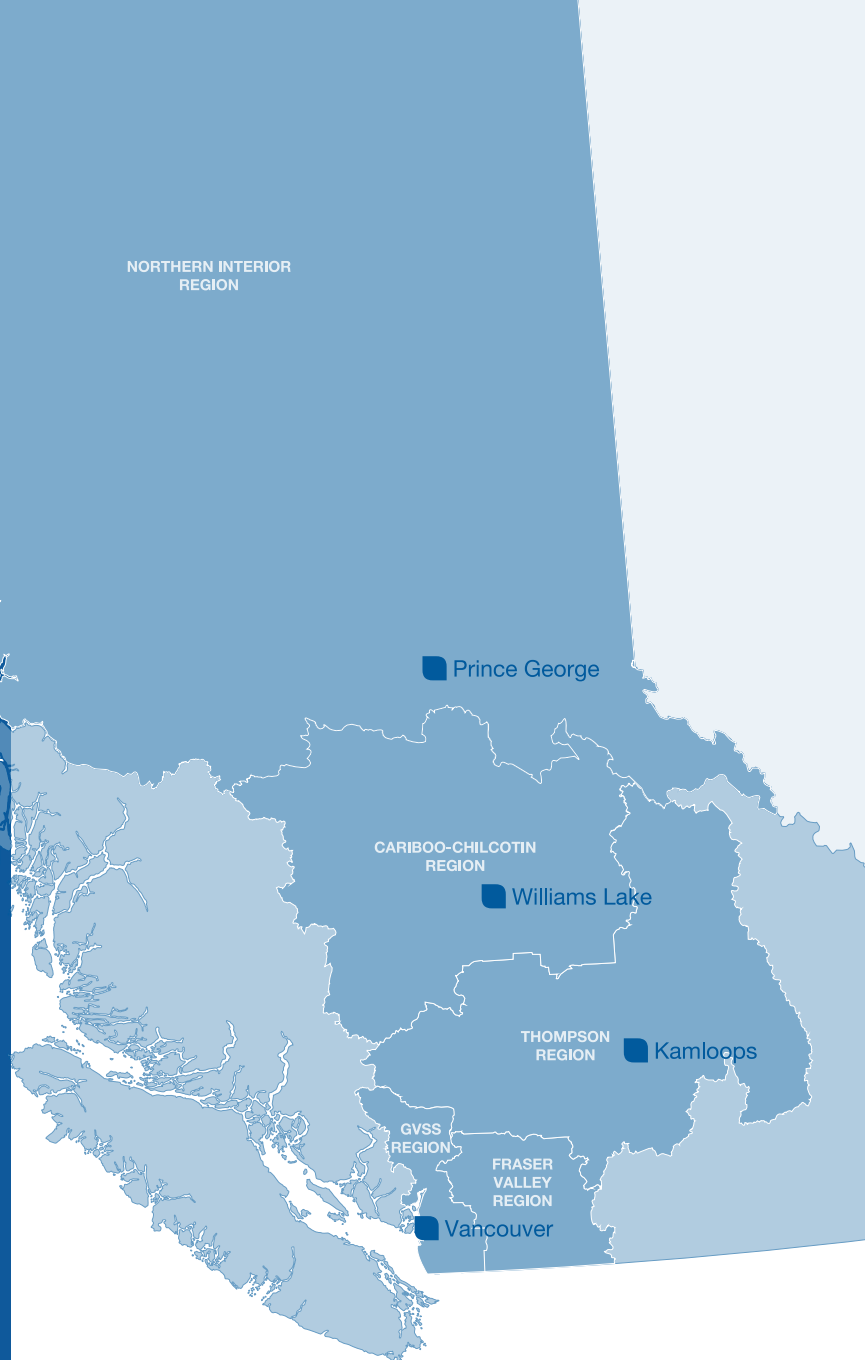 NORTHERN INTERIOR
REGION
Prince George
CARIBOO-CHILCOTIN
REGION
Williams Lake
THOMPSON
REGION
Kamloops
GVSS
REGION
FRASER
VALLEY
REGION
Vancouver